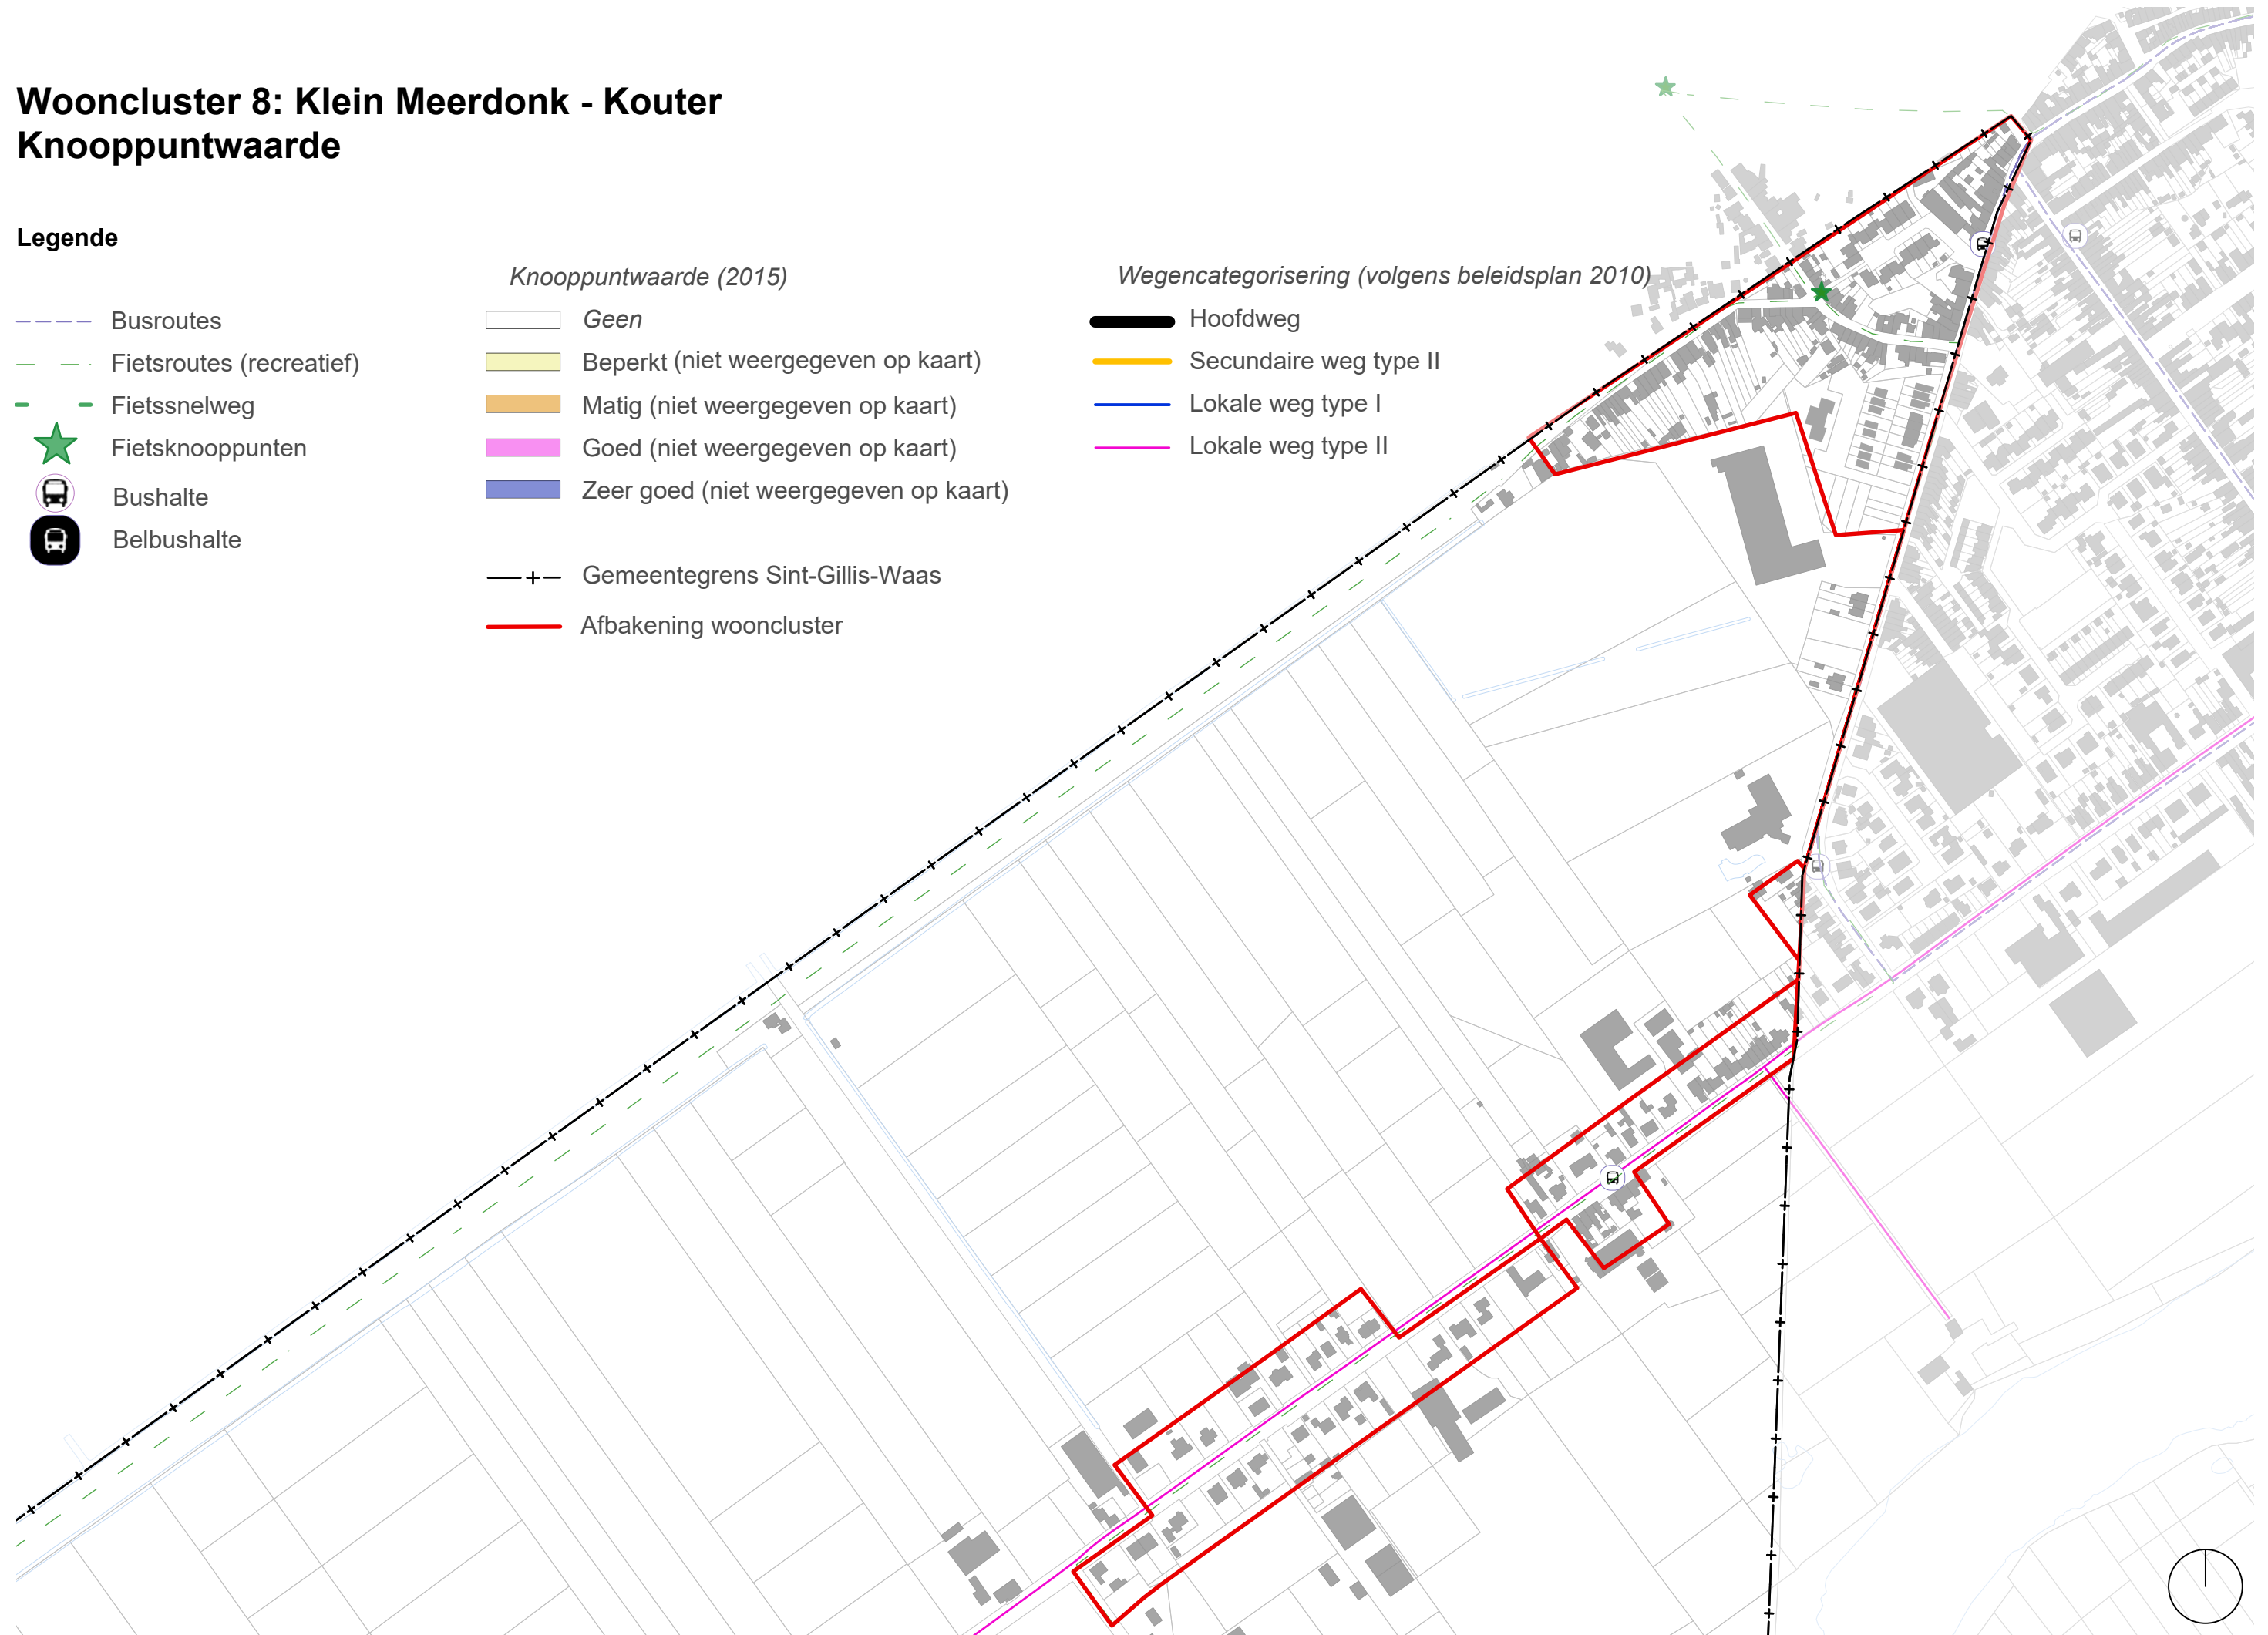 Wooncluster 8: Klein Meerdonk - Kouter
Knooppuntwaarde
Legende
Busroutes
Fietsroutes (recreatief)
Fietssnelweg
Fietsknooppunten
Bushalte
Belbushalte
Knooppuntwaarde (2015)
Geen
Beperkt (niet weergegeven op kaart)
Matig (niet weergegeven op kaart)
Goed (niet weergegeven op kaart)
Zeer goed (niet weergegeven op kaart)
Gemeentegrens Sint-Gillis-Waas
Afbakening wooncluster
Wegencategorisering (volgens beleidsplan 2010)
Hoofdweg
Secundaire weg type II
Lokale weg type I
Lokale weg type II